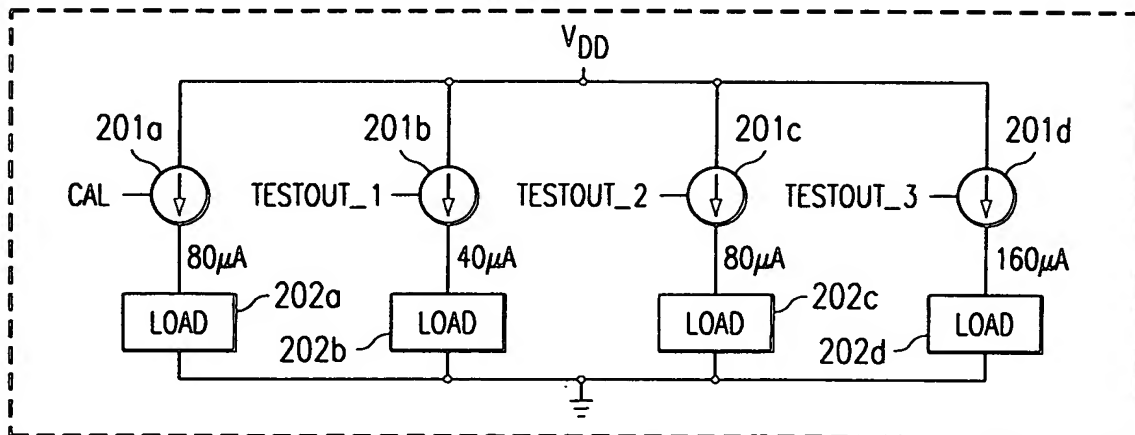 VDD
201a
201b
201c
201d
CAL
TESTOUT_1
TESTOUT_2
TESTOUT_3
80μA
40μA
80μA
160μA
LOAD
202a
LOAD
202b
LOAD
202c
LOAD
202d